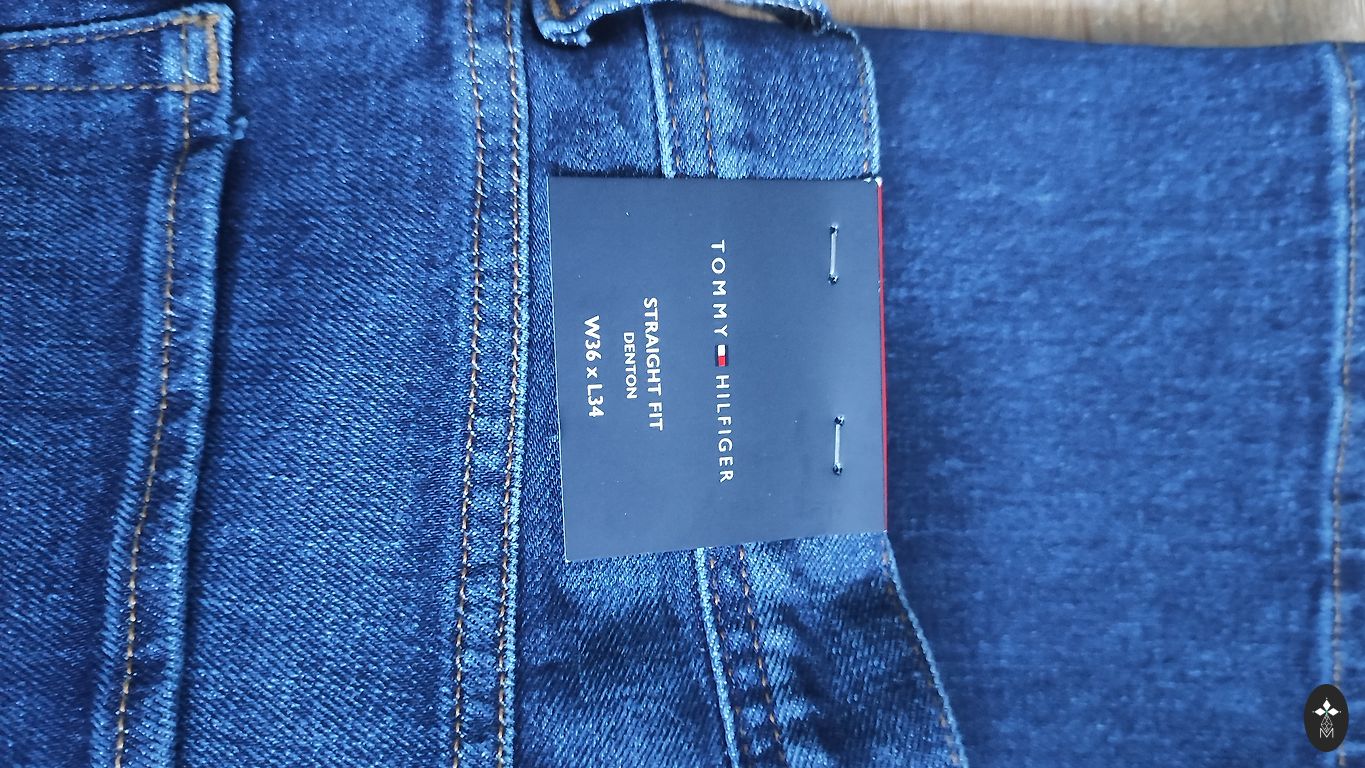 TOMMY HILFIGER
STRAIGHT FIT
DENTON
W36 x L34
M